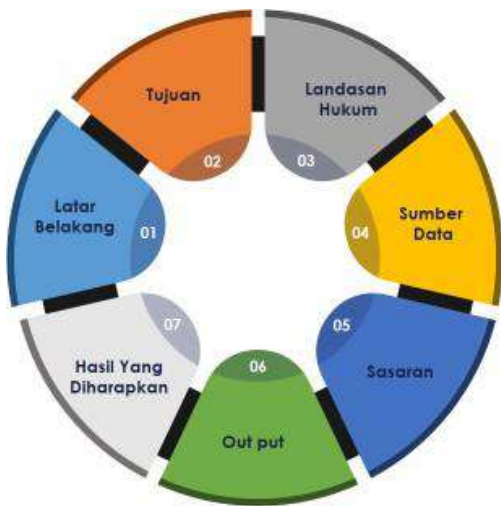 01
Latar
Belakang
02
Tujuan
03
Landasan
Hukum
04
Sumber
Data
05
Sasaran
06
Out put
07
Hasil Yang
Diharapkan